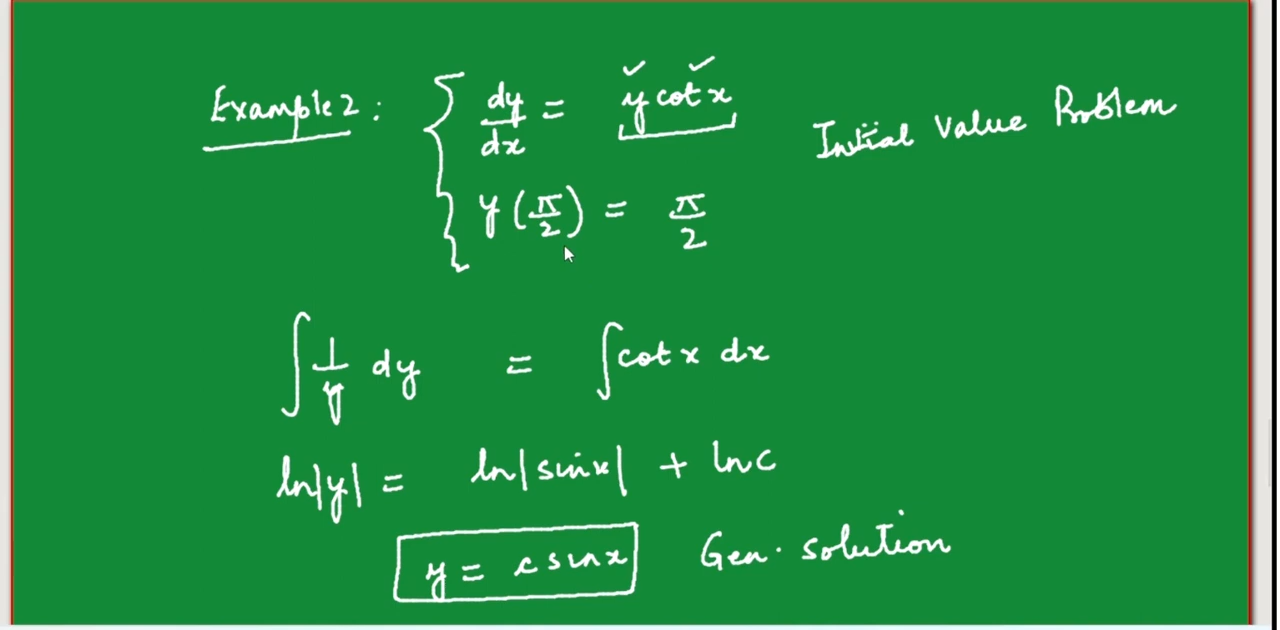 Example 2 : dy/dx = y cot x Initial Value Problem
y(π/2) = π/2
∫ 1/y dy = ∫ cot x dx
ln|y| = ln|sin x| + ln c
y = c sin x Gen. solution